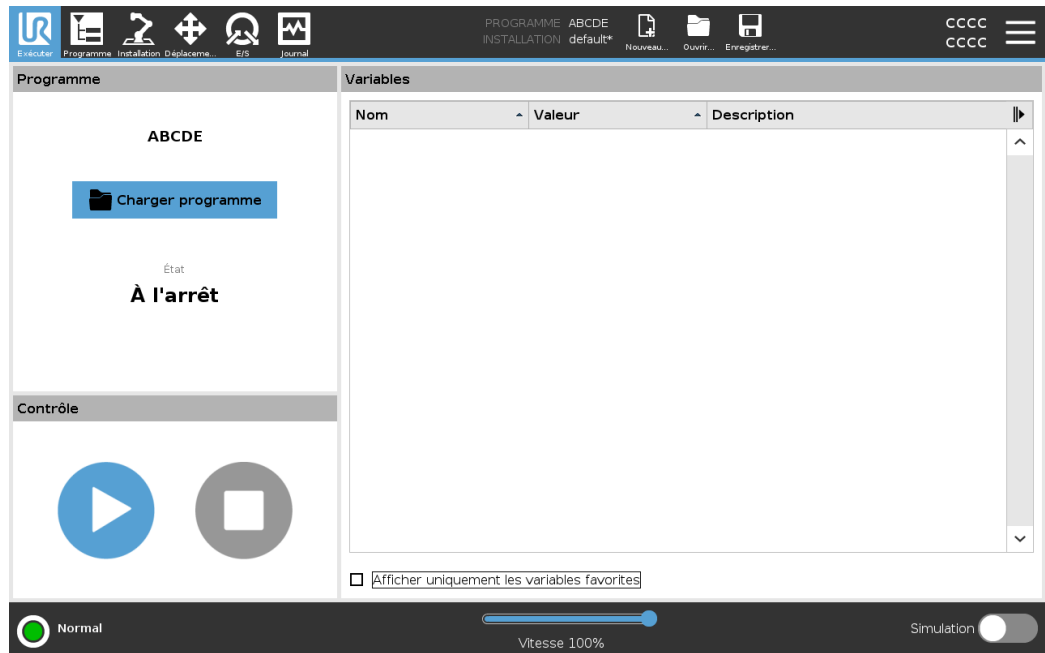 PROGRAMME ABCDE
INSTALLATION default*
CCCC
CCCC
Exécuter Programme Installation Déplaceme... E/S Journal
Nouveau... Ouvrir... Enregistrer...
Programme
Variables
Nom Valeur Description
ABCDE
Charger programme
État
À l'arrêt
Contrôle
Afficher uniquement les variables favorites
Normal
Vitesse 100%
Simulation